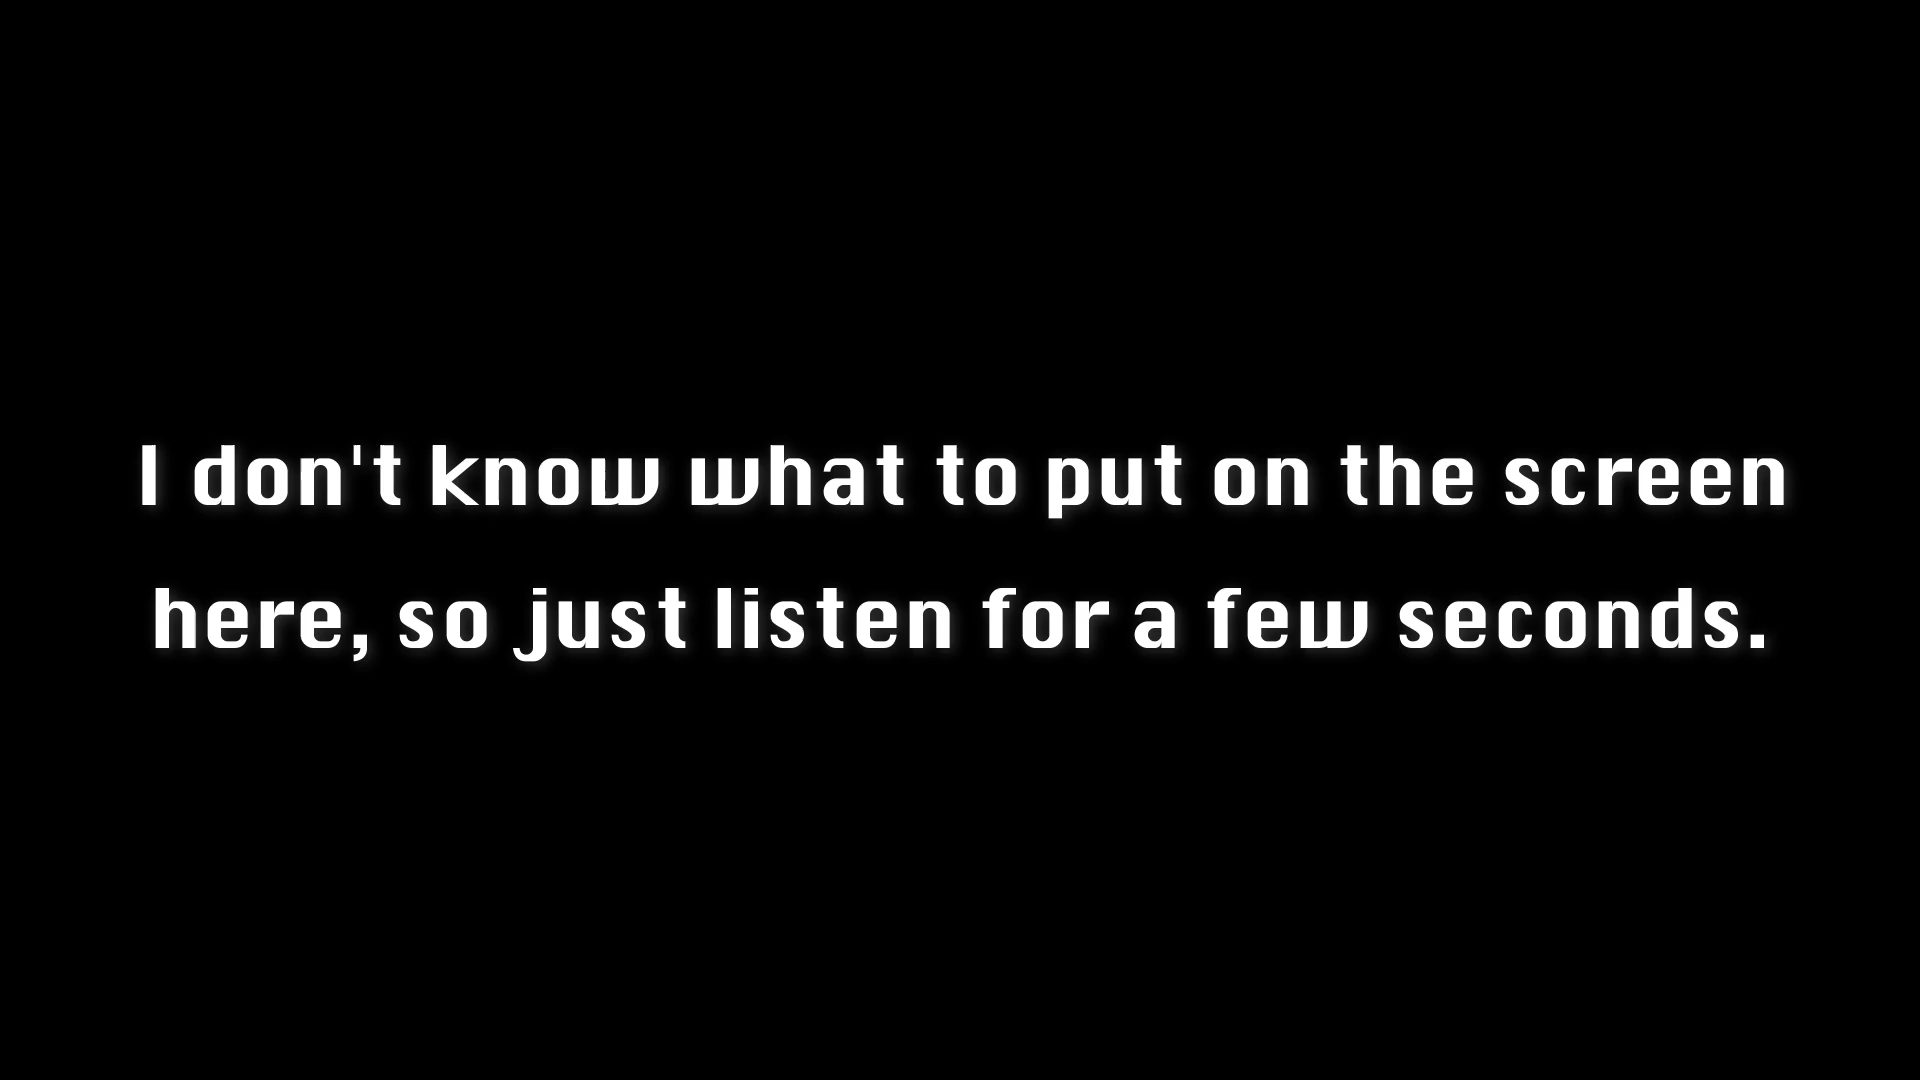 I don't know what to put on the screen
here, so just listen for a few seconds.